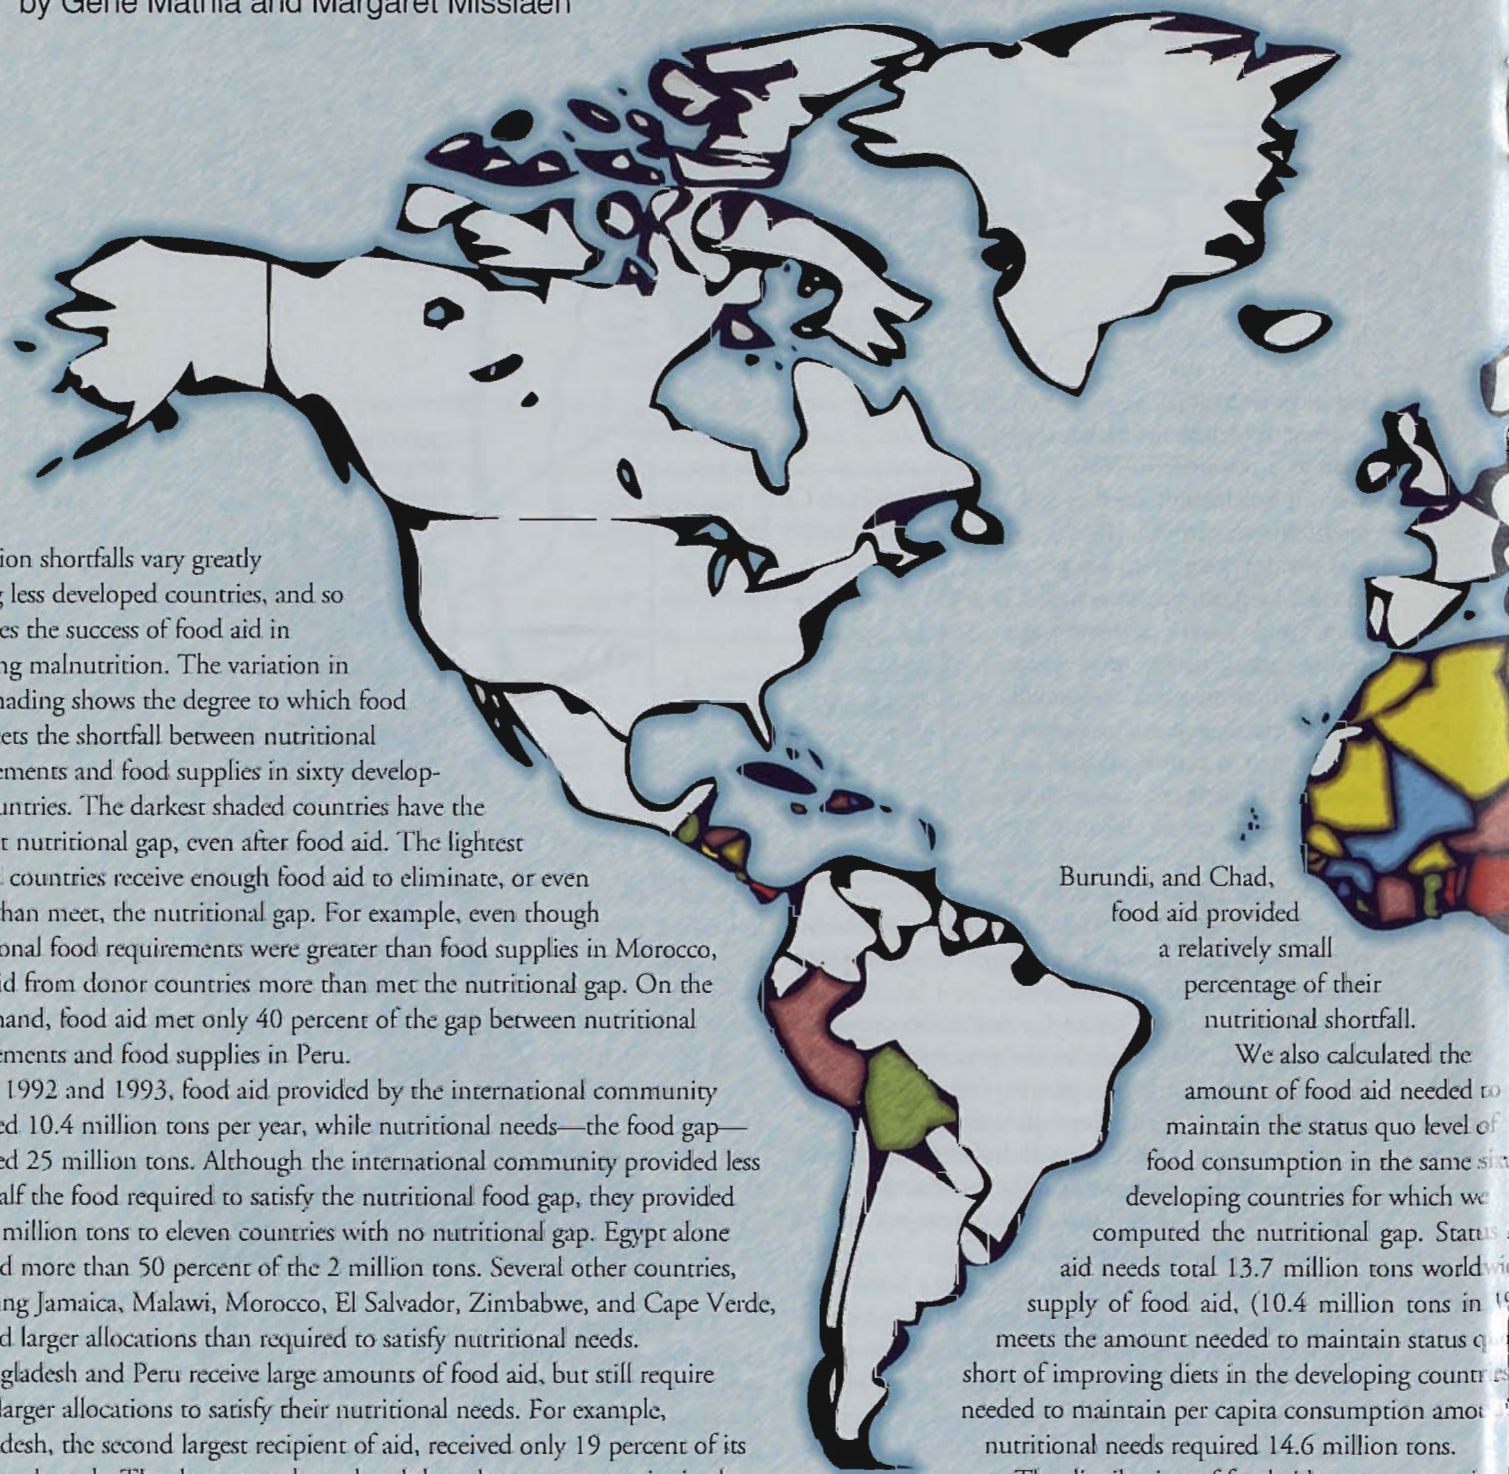 by Gene Mathia and Margaret Missiaen
ion shortfalls vary greatly
less developed countries, and so
es the success of food aid in
ng malnutrition. The variation in
ading shows the degree to which food
ets the shortfall between nutritional
ements and food supplies in sixty develop-
untries. The darkest shaded countries have the
t nutritional gap, even after food aid. The lightest
countries receive enough food aid to eliminate, or even
han meet, the nutritional gap. For example, even though
onal food requirements were greater than food supplies in Morocco,
id from donor countries more than met the nutritional gap. On the
hand, food aid met only 40 percent of the gap between nutritional
ements and food supplies in Peru.
1992 and 1993, food aid provided by the international community
ed 10.4 million tons per year, while nutritional needs—the food gap—
ed 25 million tons. Although the international community provided less
alf the food required to satisfy the nutritional food gap, they provided
million tons to eleven countries with no nutritional gap. Egypt alone
d more than 50 percent of the 2 million tons. Several other countries,
ng Jamaica, Malawi, Morocco, El Salvador, Zimbabwe, and Cape Verde,
d larger allocations than required to satisfy nutritional needs.
gladesh and Peru receive large amounts of food aid, but still require
larger allocations to satisfy their nutritional needs. For example,
desh, the second largest recipient of aid, received only 19 percent of its
Burundi, and Chad,
food aid provided
a relatively small
percentage of their
nutritional shortfall.
We also calculated the
amount of food aid needed to
maintain the status quo level of
food consumption in the same
developing countries for which we
computed the nutritional gap. Status
aid needs total 13.7 million tons
supply of food aid, (10.4 million tons in
meets the amount needed to maintain status
short of improving diets in the developing
needed to maintain per capita consumption
nutritional needs required 14.6 million tons.